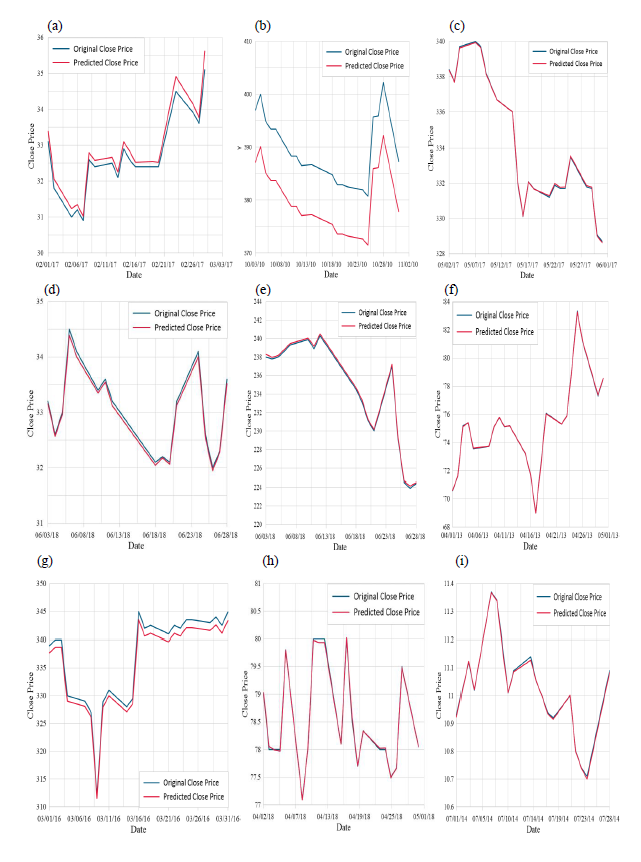 (a)
(b)
(c)
36
35
34
33
32
31
30
Original Close Price
Predicted Close Price
Close Price
02/01/17 02/06/17 02/11/17 02/16/17 02/21/17 02/26/17 03/03/17
Date
410
400
380
370
Original Close Price
Predicted Close Price
10/03/10 10/08/10 10/13/10 10/18/10 10/23/10 10/28/10 11/02/10
Date
340
338
336
334
332
330
328
Original Close Price
Predicted Close Price
Close Price
05/02/17 05/07/17 05/12/17 05/17/17 05/22/17 05/27/17 06/01/17
Date
(d)
(e)
(f)
35
34
33
32
31
Original Close Price
Predicted Close Price
Close Price
06/03/18 06/08/18 06/13/18 06/18/18 06/23/18 06/28/18
Date
244
242
240
238
236
234
232
230
228
226
224
220
Original Close Price
Predicted Close Price
Close Price
06/03/18 06/08/18 06/13/18 06/18/18 06/23/18 06/28/18
Date
84
82
80
78
76
74
72
70
68
Original Close Price
Predicted Close Price
Close Price
04/01/13 04/06/13 04/11/13 04/16/13 04/21/13 04/26/13 05/01/13
Date
(g)
(h)
(i)
350
345
340
335
330
325
320
315
310
Original Close Price
Predicted Close Price
Close Price
03/01/16 03/06/16 03/11/16 03/16/16 03/21/16 03/26/16 03/31/16
Date
81
80.5
80
79.5
79
78.5
78
77.5
77
Original Close Price
Predicted Close Price
Close Price
04/02/18 04/07/18 04/13/18 04/19/18 04/25/18 05/01/18
Date
11.4
11.3
11.2
11.1
11
10.9
10.8
10.7
10.6
Original Close Price
Predicted Close Price
Close Price
07/01/14 07/05/14 07/10/14 07/14/14 07/19/14 07/23/14 07/28/14
Date